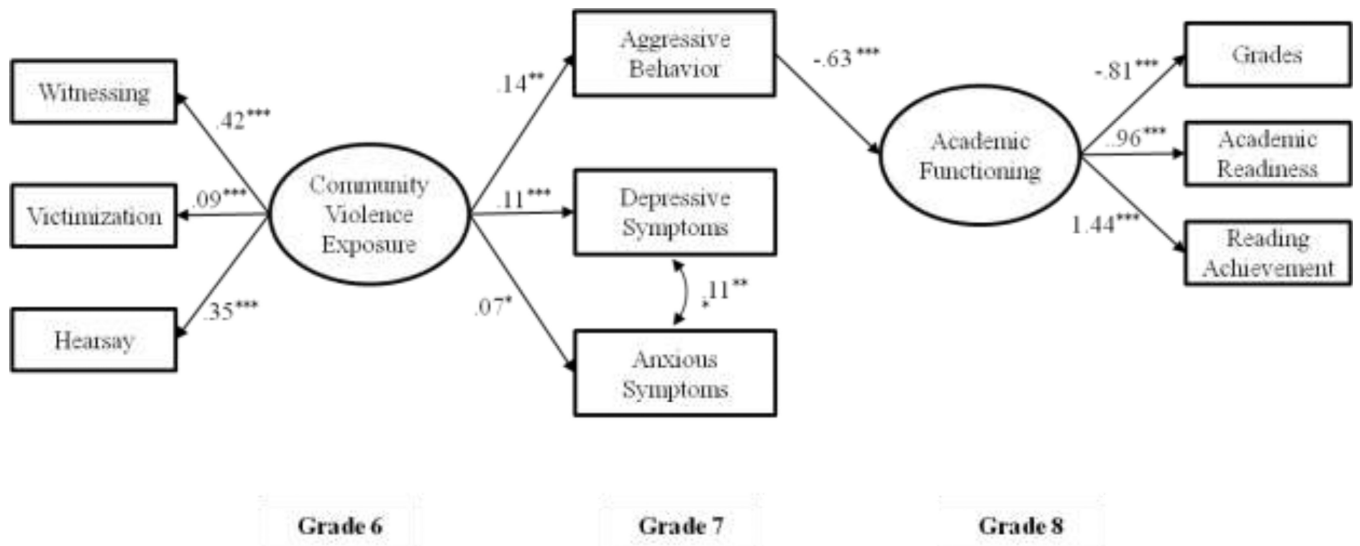 Witnessing
Victimization
Hearsay
.42***
.09***
.35***
Community
Violence
Exposure
.14**
.11***
.07*
Aggressive
Behavior
Depressive
Symptoms
.11**
*
Anxious
Symptoms
-.63***
Academic
Functioning
-.81***
.96***
1.44***
Grades
Academic
Readiness
Reading
Achievement
Grade 6
Grade 7
Grade 8